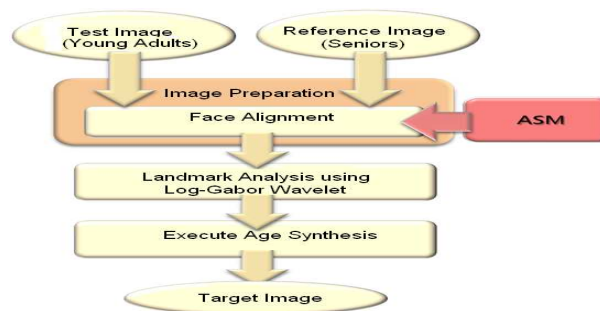 Test Image
(Young Adults)
Reference Image
(Seniors)
Image Preparation
Face Alignment
ASM
Landmark Analysis using
Log-Gabor Wavelet
Execute Age Synthesis
Target Image